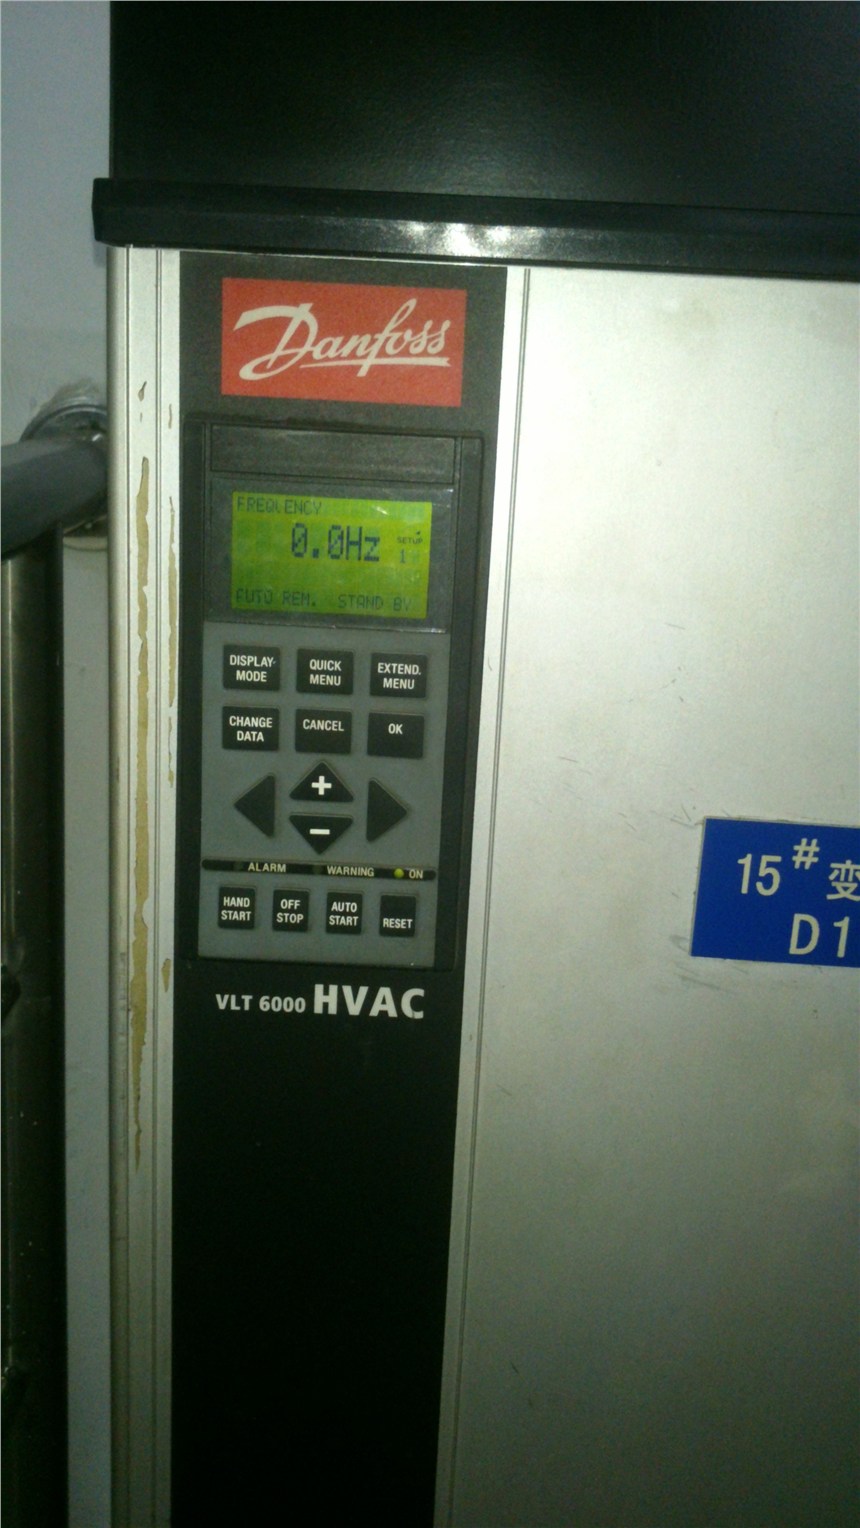 Danfoss
FREQUENCY
0.0Hz
SETUP
1
AUTO REM. STAND BY
DISPLAY-
MODE
QUICK
MENU
EXTEND.
MENU
CHANGE
DATA
CANCEL
OK
+
−
ALARM
WARNING
ON
HAND
START
OFF
STOP
AUTO
START
RESET
VLT 6000 HVAC
15# 变
D1